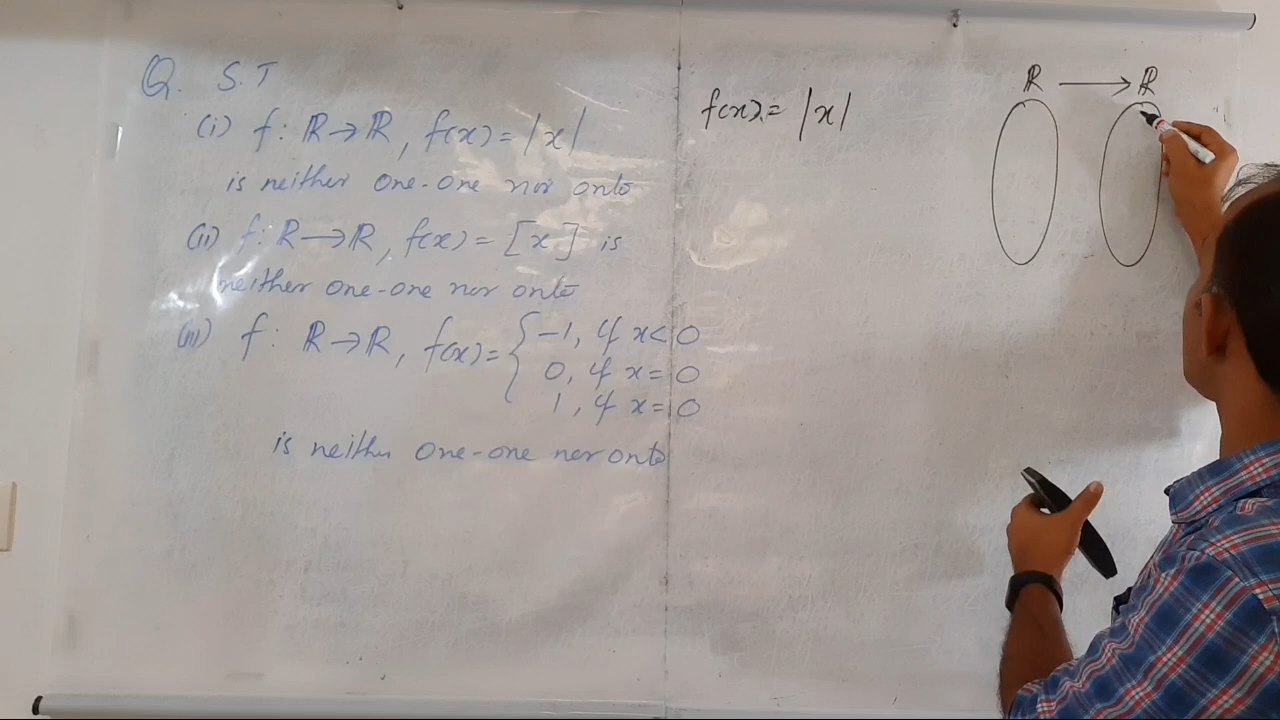 Q. S.T
(i) f: ℝ→ℝ, f(x) = |x|
is neither one-one nor onto
(ii) f: ℝ→ℝ, f(x) = [x] is
neither one-one nor onto
(iii) f: ℝ→ℝ, f(x) = { -1, if x < 0
0, if x = 0
1, if x = 0
is neither one-one nor onto
f(x) = |x|
ℝ → ℝ